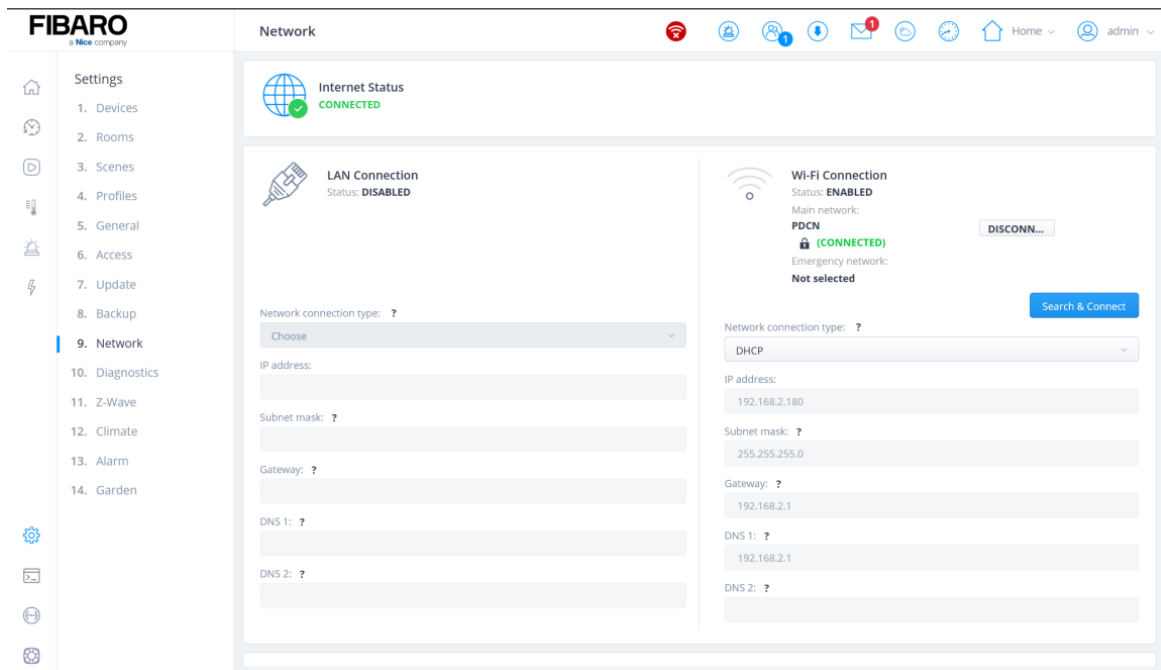 FIBARO
a Nice company
Network
1
1
Home
admin
Settings
1. Devices
2. Rooms
3. Scenes
4. Profiles
5. General
6. Access
7. Update
8. Backup
9. Network
10. Diagnostics
11. Z-Wave
12. Climate
13. Alarm
14. Garden
Internet Status
CONNECTED
LAN Connection
Status: DISABLED
Network connection type: ?
Choose
IP address:
Subnet mask: ?
Gateway: ?
DNS 1: ?
DNS 2: ?
Wi-Fi Connection
Status: ENABLED
Main network:
PDCN
DISCONN...
(CONNECTED)
Emergency network:
Not selected
Search & Connect
Network connection type: ?
DHCP
IP address:
192.168.2.180
Subnet mask: ?
255.255.255.0
Gateway: ?
192.168.2.1
DNS 1: ?
192.168.2.1
DNS 2: ?